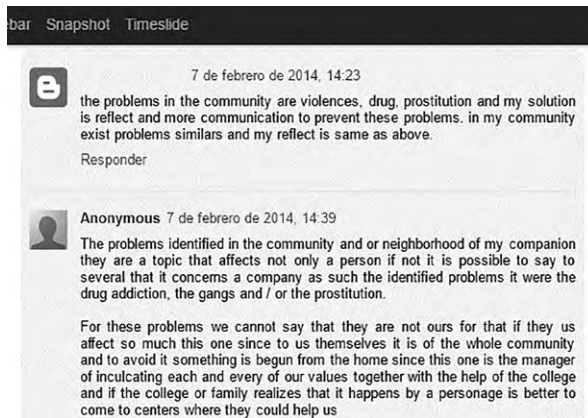 bar Snapshot Timeslide
7 de febrero de 2014, 14:23
the problems in the community are violences, drug, prostitution and my solution
is reflect and more communication to prevent these problems. in my community
exist problems similars and my reflect is same as above.
Responder
Anonymous 7 de febrero de 2014, 14:39
The problems identified in the community and or neighborhood of my companion
they are a topic that affects not only a person if not it is possible to say to
several that it concerns a company as such the identified problems it were the
drug addiction, the gangs and / or the prostitution.
For these problems we cannot say that they are not ours for that if they us
affect so much this one since to us themselves it is of the whole community
and to avoid it something is begun from the home since this one is the manager
of inculcating each and every of our values together with the help of the college
and if the college or family realizes that it happens by a personage is better to
come to centers where they could help us